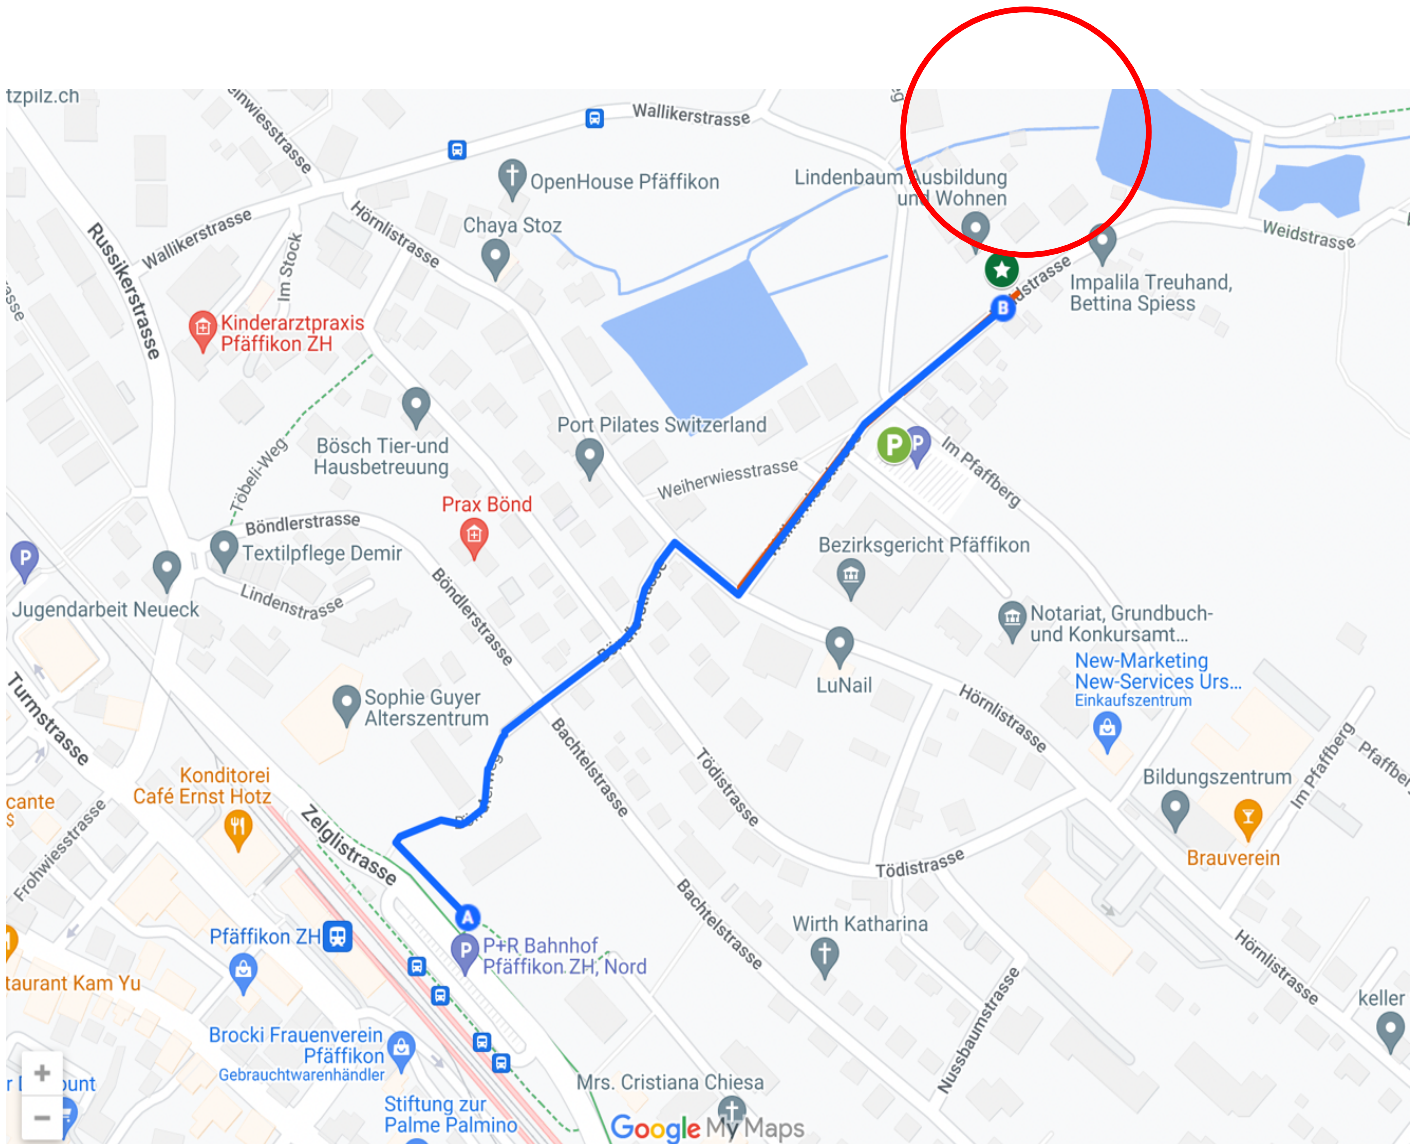 tzpilz.ch
Wallikerstrasse
OpenHouse Pfäffikon
Lindenbaum Ausbildung
und Wohnen
Chaya Stoz
Hörnlistrasse
Wallikerstrasse
Russikerstrasse
Im Stock
Weidstrasse
Impalila Treuhand,
Bettina Spiess
B
Kinderarztpraxis
Pfäffikon ZH
Port Pilates Switzerland
Bösch Tier-und
Hausbetreuung
P
P
Im Pfaffberg
Weiherwiesstrasse
Töbeli-Weg
Prax Bönd
Böndlerstrasse
Textilpflege Demir
P
Bezirksgericht Pfäffikon
Lindenstrasse
Böndlerstrasse
Jugendarbeit Neueck
Notariat, Grundbuch-
und Konkursamt...
LuNail
New-Marketing
New-Services Urs...
Einkaufszentrum
Sophie Guyer
Alterszentrum
Turmstrasse
Hörnlistrasse
Bachtelstrasse
Tödistrasse
Im Pfaffberg
Konditorei
Café Ernst Hotz
Bildungszentrum
cante
Zelglistrasse
Frohwiesstrasse
Brauverein
Tödistrasse
Bachtelstrasse
A
Wirth Katharina
Pfäffikon ZH
P
P+R Bahnhof
Pfäffikon ZH, Nord
Hörnlistrasse
taurant Kam Yu
keller
Nussbaumstrasse
Brocki Frauenverein
Pfäffikon
Gebrauchtwarenhändler
Mrs. Cristiana Chiesa
Stiftung zur
Palme Palmino
+
−
Google My Maps